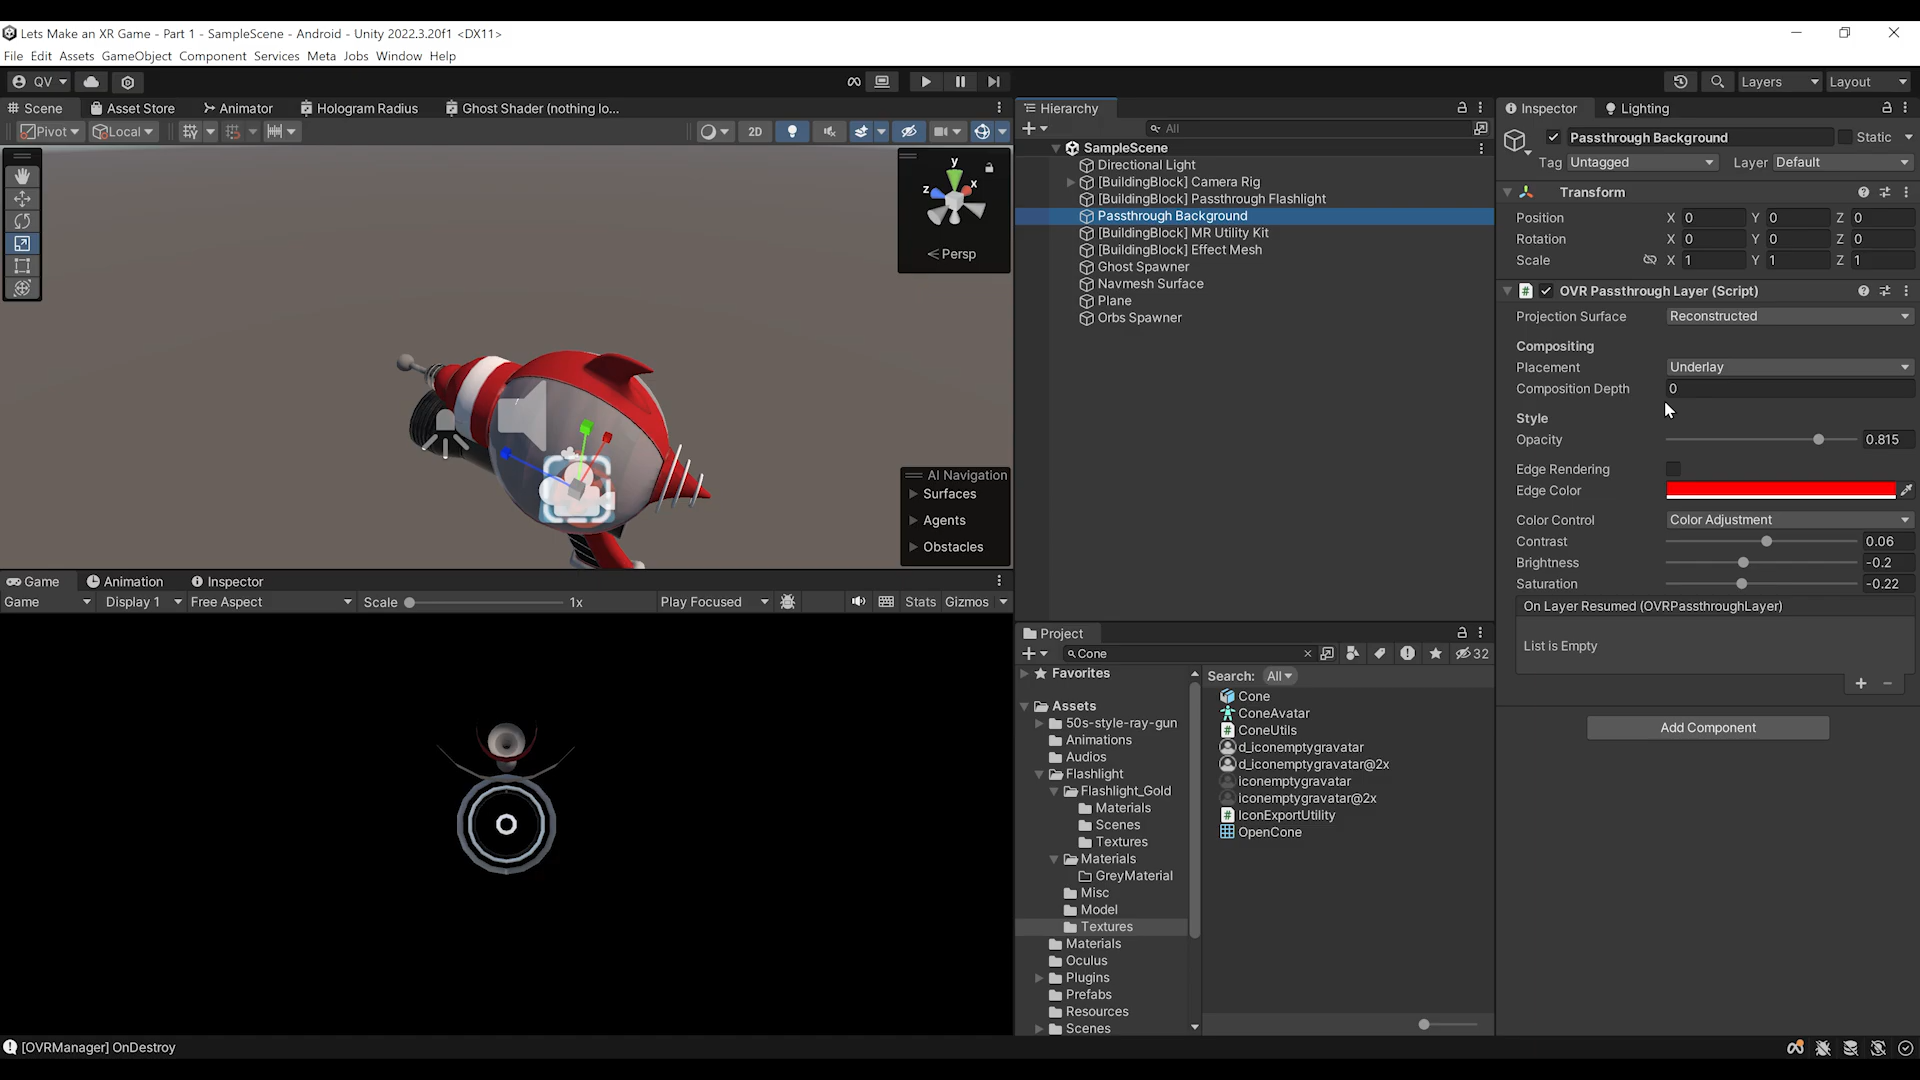 Lets Make an XR Game - Part 1 - SampleScene - Android - Unity 2022.3.20f1 <DX11>
File Edit Assets GameObject Component Services Meta Jobs Window Help
QV Layers Layout
Scene Asset Store Animator Hologram Radius Ghost Shader (nothing lo...
Pivot Local 2D
y
x
z
Persp
AI Navigation
Surfaces
Agents
Obstacles
Game Animation Inspector
Game Display 1 Free Aspect Scale 1x Play Focused Stats Gizmos
Hierarchy
All
SampleScene
Directional Light
[BuildingBlock] Camera Rig
[BuildingBlock] Passthrough Flashlight
Passthrough Background
[BuildingBlock] MR Utility Kit
[BuildingBlock] Effect Mesh
Ghost Spawner
Navmesh Surface
Plane
Orbs Spawner
Project
Cone 32
Favorites
Assets
50s-style-ray-gun
Animations
Audios
Flashlight
Flashlight_Gold
Materials
Scenes
Textures
Materials
GreyMaterial
Misc
Model
Textures
Materials
Oculus
Plugins
Prefabs
Resources
Scenes
Search: All
Cone
ConeAvatar
ConeUtils
d_iconemptygravatar
d_iconemptygravatar@2x
iconemptygravatar
iconemptygravatar@2x
IconExportUtility
OpenCone
Inspector Lighting
Passthrough Background Static
Tag Untagged Layer Default
Transform
Position X 0 Y 0 Z 0
Rotation X 0 Y 0 Z 0
Scale X 1 Y 1 Z 1
OVR Passthrough Layer (Script)
Projection Surface Reconstructed
Compositing
Placement Underlay
Composition Depth 0
Style
Opacity 0.815
Edge Rendering
Edge Color
Color Control Color Adjustment
Contrast 0.06
Brightness -0.2
Saturation -0.22
On Layer Resumed (OVRPassthroughLayer)
List is Empty
Add Component
[OVRManager] OnDestroy